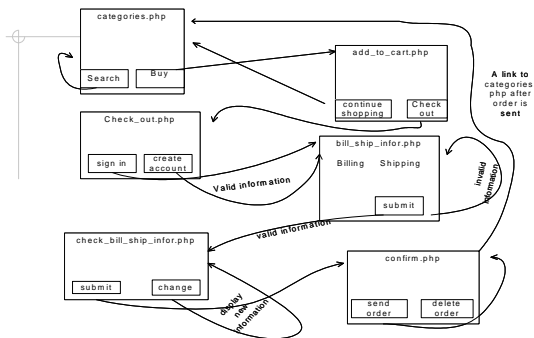 categories.php
Search
Buy
add_to_cart.php
continue
shopping
Check
out
A link to
categories
php after
order is
sent
Check_out.php
sign in
create
account
Valid information
bill_ship_infor.php
Billing
Shipping
submit
invalid
information
valid information
check_bill_ship_infor.php
submit
change
display
new
information
confirm.php
send
order
delete
order